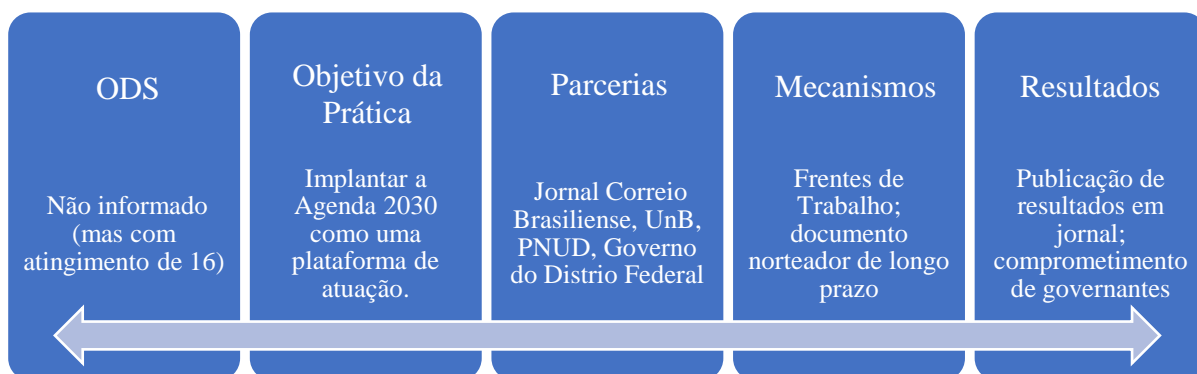 ODS
Não informado
(mas com
atingimento de 16)
Objetivo da
Prática
Implantar a
Agenda 2030
como uma
plataforma de
atuação.
Parcerias
Jornal Correio
Brasiliense, UnB,
PNUD, Governo
do Distrio Federal
Mecanismos
Frentes de
Trabalho;
documento
norteador de longo
prazo
Resultados
Publicação de
resultados em
jornal;
comprometimento
de governantes